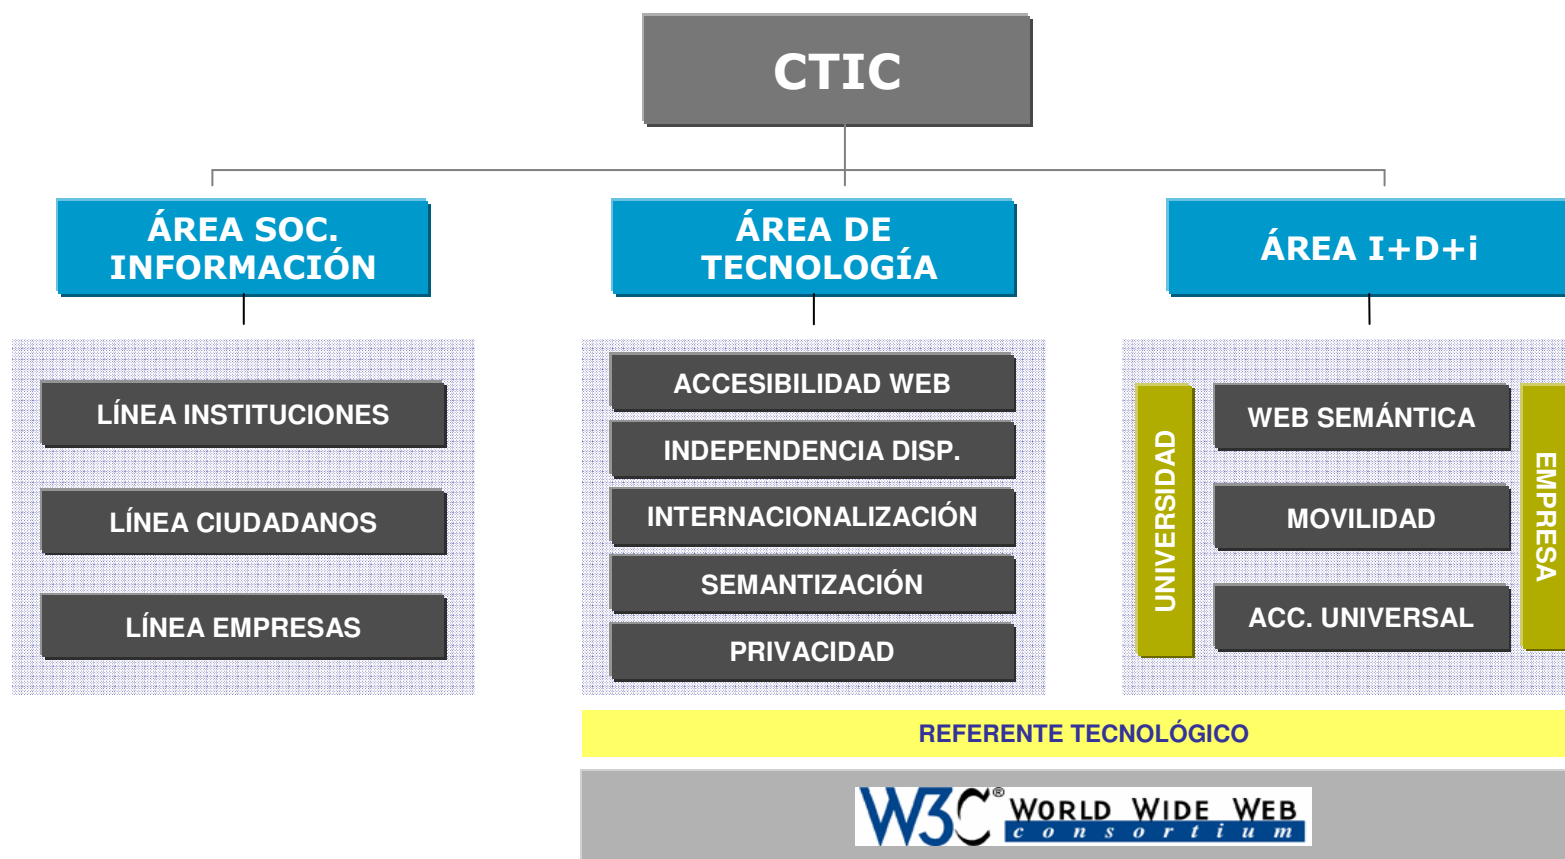 CTIC
ÁREA SOC.
INFORMACIÓN
LÍNEA INSTITUCIONES
LÍNEA CIUDADANOS
LÍNEA EMPRESAS
ÁREA DE
TECNOLOGÍA
ACCESIBILIDAD WEB
INDEPENDENCIA DISP.
INTERNACIONALIZACIÓN
SEMANTIZACIÓN
PRIVACIDAD
ÁREA I+D+i
UNIVERSIDAD
WEB SEMÁNTICA
MOVILIDAD
ACC. UNIVERSAL
EMPRESA
REFERENTE TECNOLÓGICO
W3C® WORLD WIDE WEB
consortium